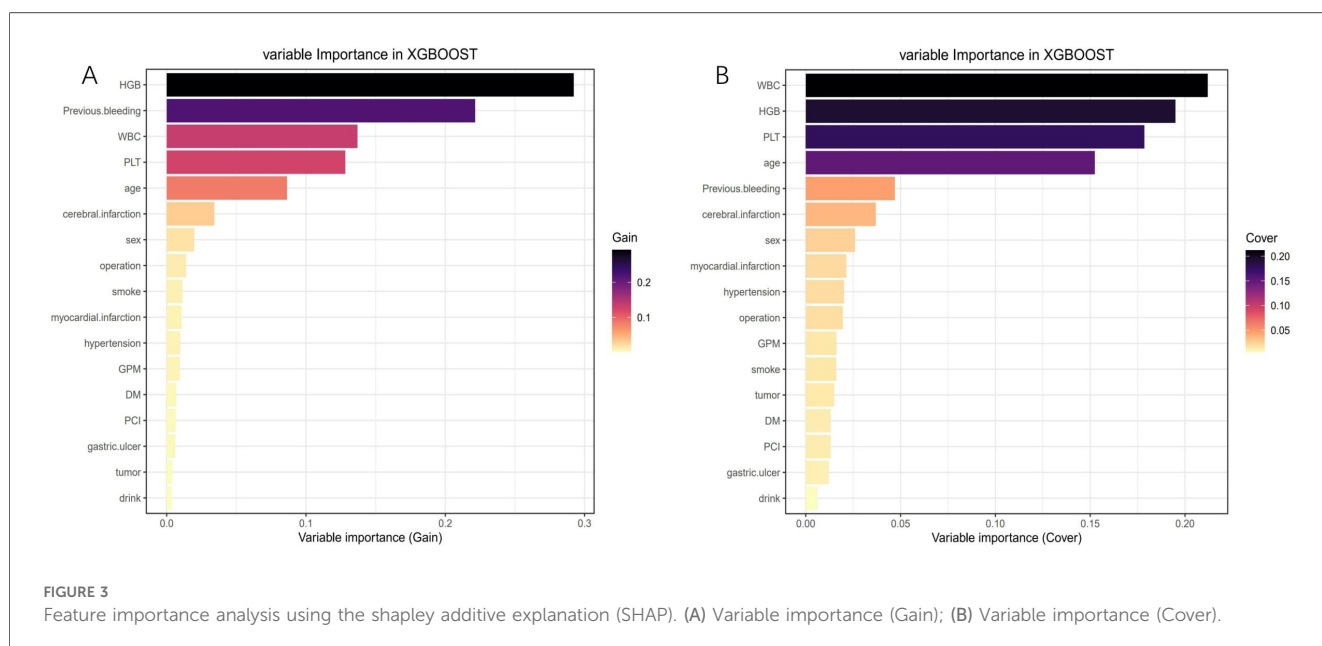 variable Importance in XGBOOST
A
HGB
Previous.bleeding
WBC
PLT
age
cerebral.infarction
sex
operation
smoke
myocardial.infarction
hypertension
GPM
DM
PCI
gastric.ulcer
tumor
drink
0.0 0.1 0.2 0.3
Variable importance (Gain)
Gain
0.2
0.1
variable Importance in XGBOOST
B
WBC
HGB
PLT
age
Previous.bleeding
cerebral.infarction
sex
myocardial.infarction
hypertension
operation
GPM
smoke
tumor
DM
PCI
gastric.ulcer
drink
0.00 0.05 0.10 0.15 0.20
Variable importance (Cover)
Cover
0.20
0.15
0.10
0.05
FIGURE 3
Feature importance analysis using the shapley additive explanation (SHAP). (A) Variable importance (Gain); (B) Variable importance (Cover).